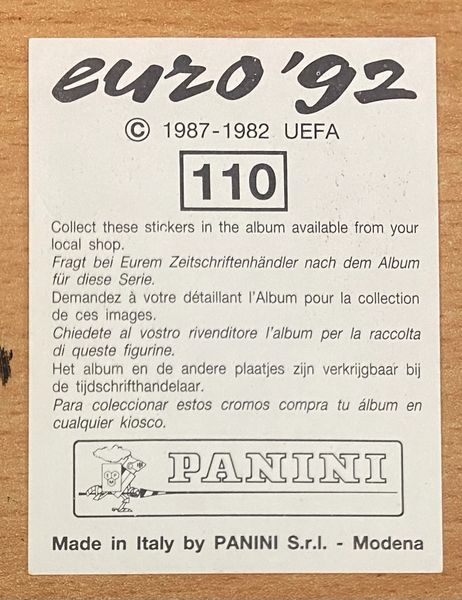 euro '92
© 1987-1982 UEFA
110
Collect these stickers in the album available from your
local shop.
Fragt bei Eurem Zeitschriftenhändler nach dem Album
für diese Serie.
Demandez à votre détaillant l'Album pour la collection
de ces images.
Chiedete al vostro rivenditore l'album per la raccolta
di queste figurine.
Het album en de andere plaatjes zijn verkrijgbaar bij
de tijdschrifthandelaar.
Para coleccionar estos cromos compra tu álbum en
cualquier kiosco.
PANINI
Made in Italy by PANINI S.r.l. - Modena